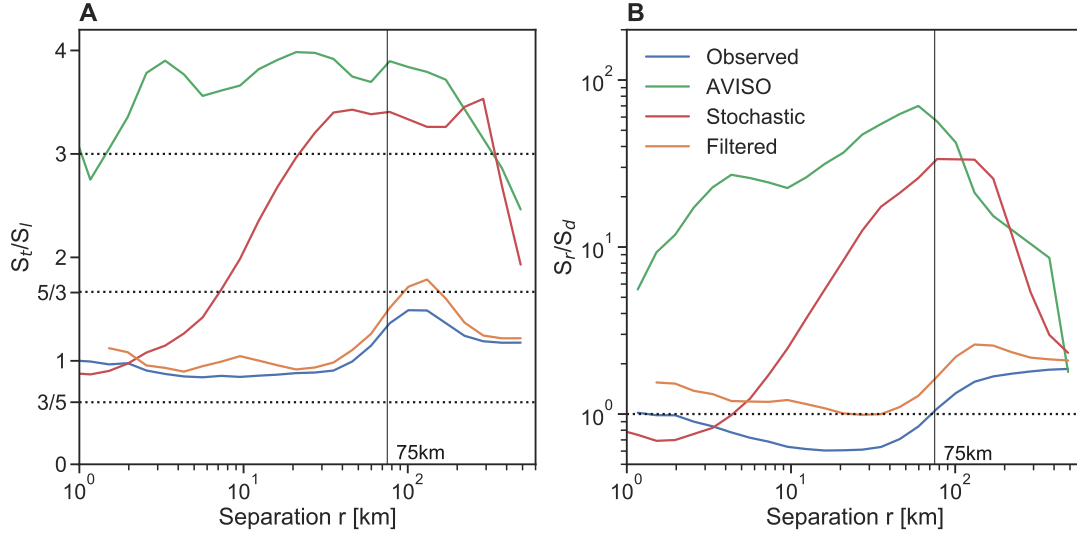 A
S_t/S_l
4
3
2
5/3
1
3/5
0
75km
10^0
10^1
10^2
Separation r [km]
B
S_r/S_d
10^2
10^1
10^0
Observed
AVISO
Stochastic
Filtered
75km
10^0
10^1
10^2
Separation r [km]